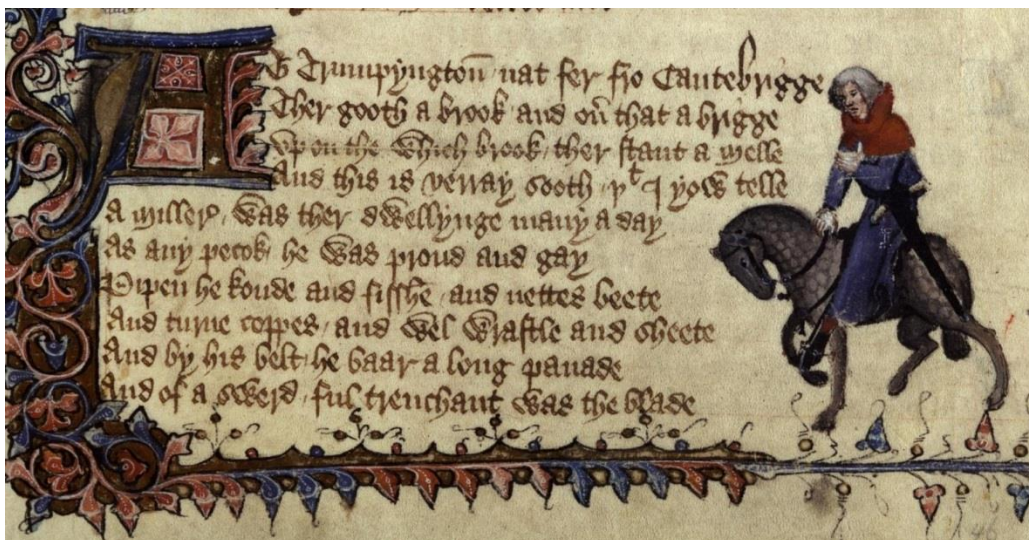 At Trumpyngtoun nat fer fro Cantebrigge
Ther gooth a brook and oūr that a brigge
Vp on the which brook / ther stant a melle
And this is verray sooth / þᵗ I yow telle
A Millere / was ther dwellynge many a day
As any pecok he was proud and gay
Pipen he koude and fisshe / and nettes beete
And turne coppes / and wel wrastle and sheete
And by his belt / he baar a long panade
And of a swerd / ful trenchant was the blade
46